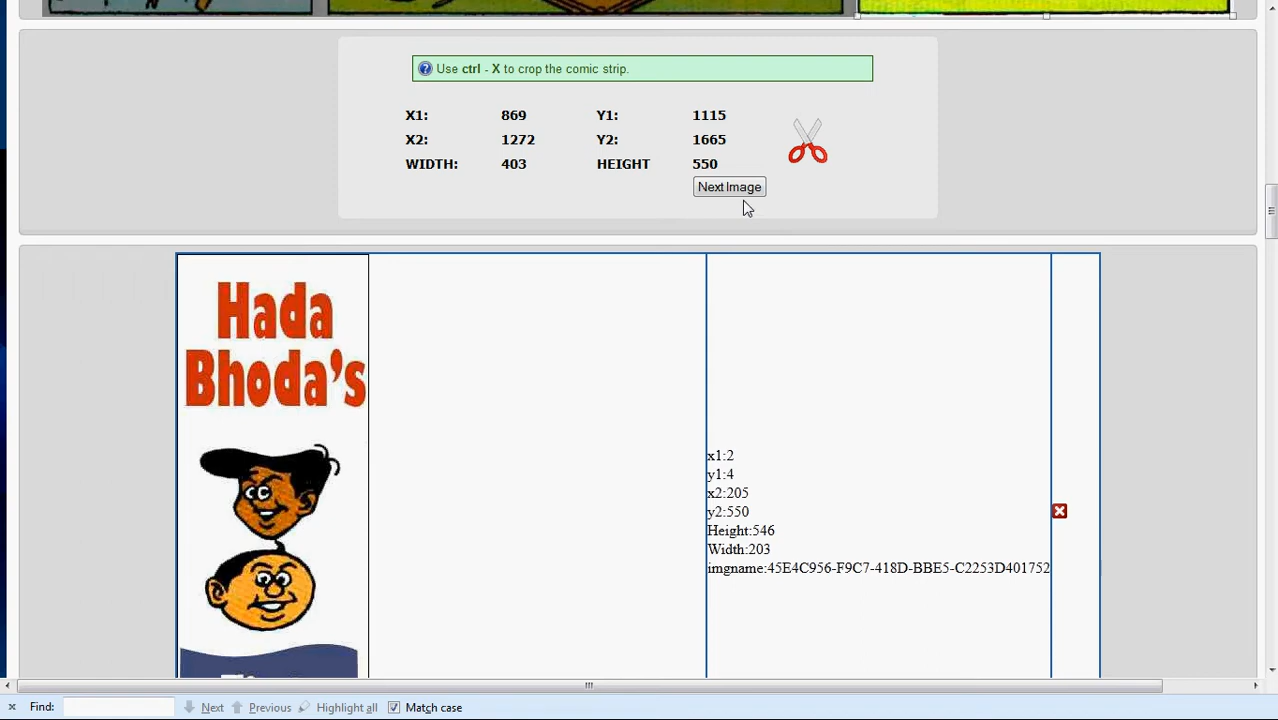 Use ctrl - X to crop the comic strip.
X1: 869 Y1: 1115
X2: 1272 Y2: 1665
WIDTH: 403 HEIGHT 550
Next Image
Hada
Bhoda's
x1:2
y1:4
x2:205
y2:550
Height:546
Width:203
imgname:45E4C956-F9C7-418D-BBE5-C2253D401752
Find: Next Previous Highlight all Match case